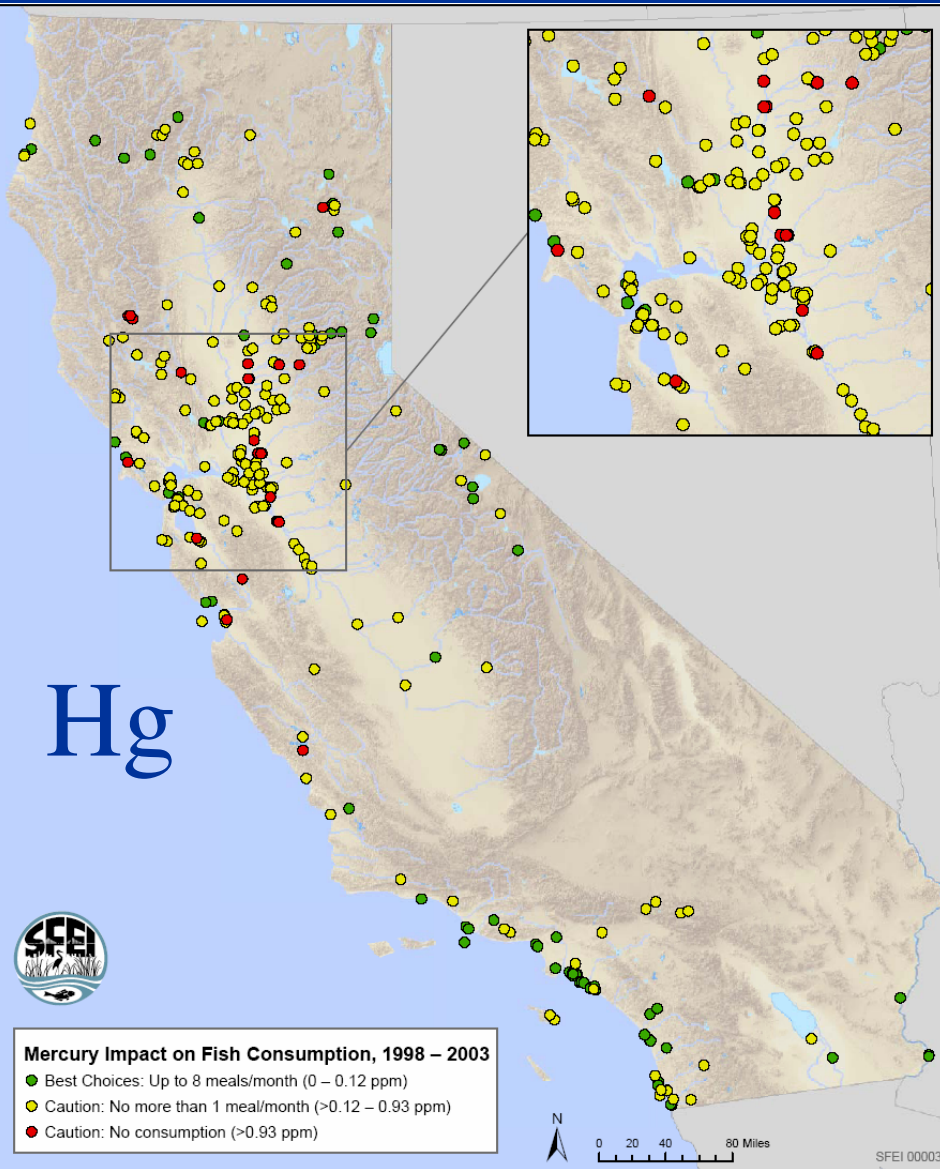 Hg
SFEI
Mercury Impact on Fish Consumption, 1998 – 2003
Best Choices: Up to 8 meals/month (0 – 0.12 ppm)
Caution: No more than 1 meal/month (>0.12 – 0.93 ppm)
Caution: No consumption (>0.93 ppm)
N
0 20 40 80 Miles
SFEI 00003